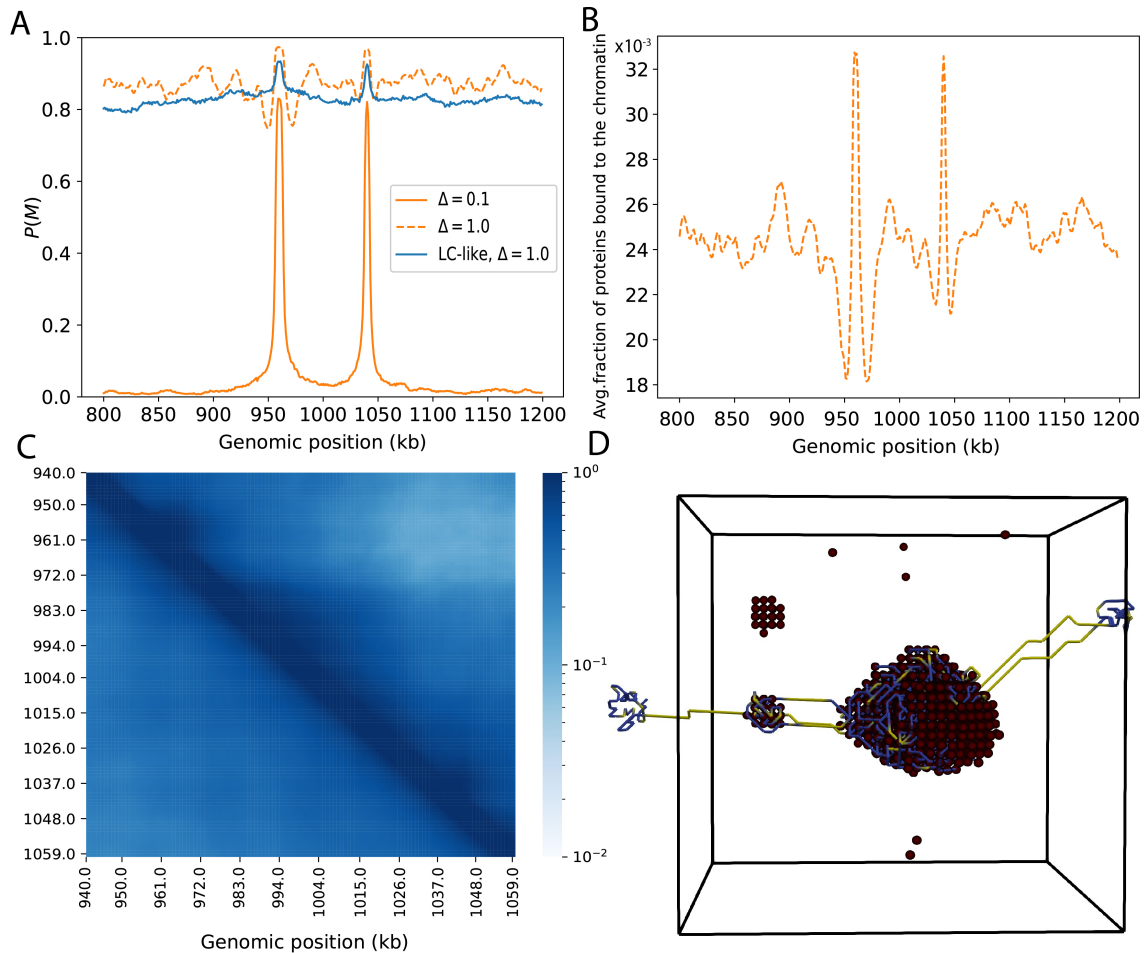 A
1.0
0.8
0.6
0.4
0.2
0.0
P(M)
Δ = 0.1
Δ = 1.0
LC-like, Δ = 1.0
800 850 900 950 1000 1050 1100 1150 1200
Genomic position (kb)
B
x10⁻³
32
30
28
26
24
22
20
18
Avg.fraction of proteins bound to the chromatin
800 850 900 950 1000 1050 1100 1150 1200
Genomic position (kb)
C
940.0
950.0
961.0
972.0
983.0
994.0
1004.0
1015.0
1026.0
1037.0
1048.0
1059.0
940.0 950.0 961.0 972.0 983.0 994.0 1004.0 1015.0 1026.0 1037.0 1048.0 1059.0
Genomic position (kb)
10⁰
10⁻¹
10⁻²
D